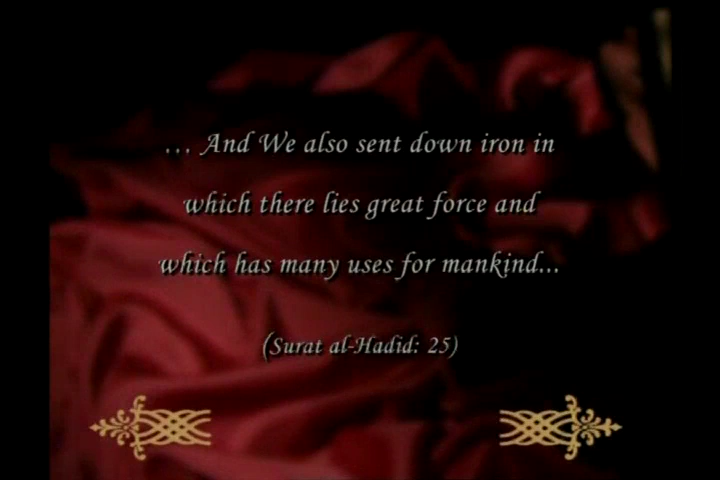 … And We also sent down iron in
which there lies great force and
which has many uses for mankind...
(Surat al-Hadid: 25)